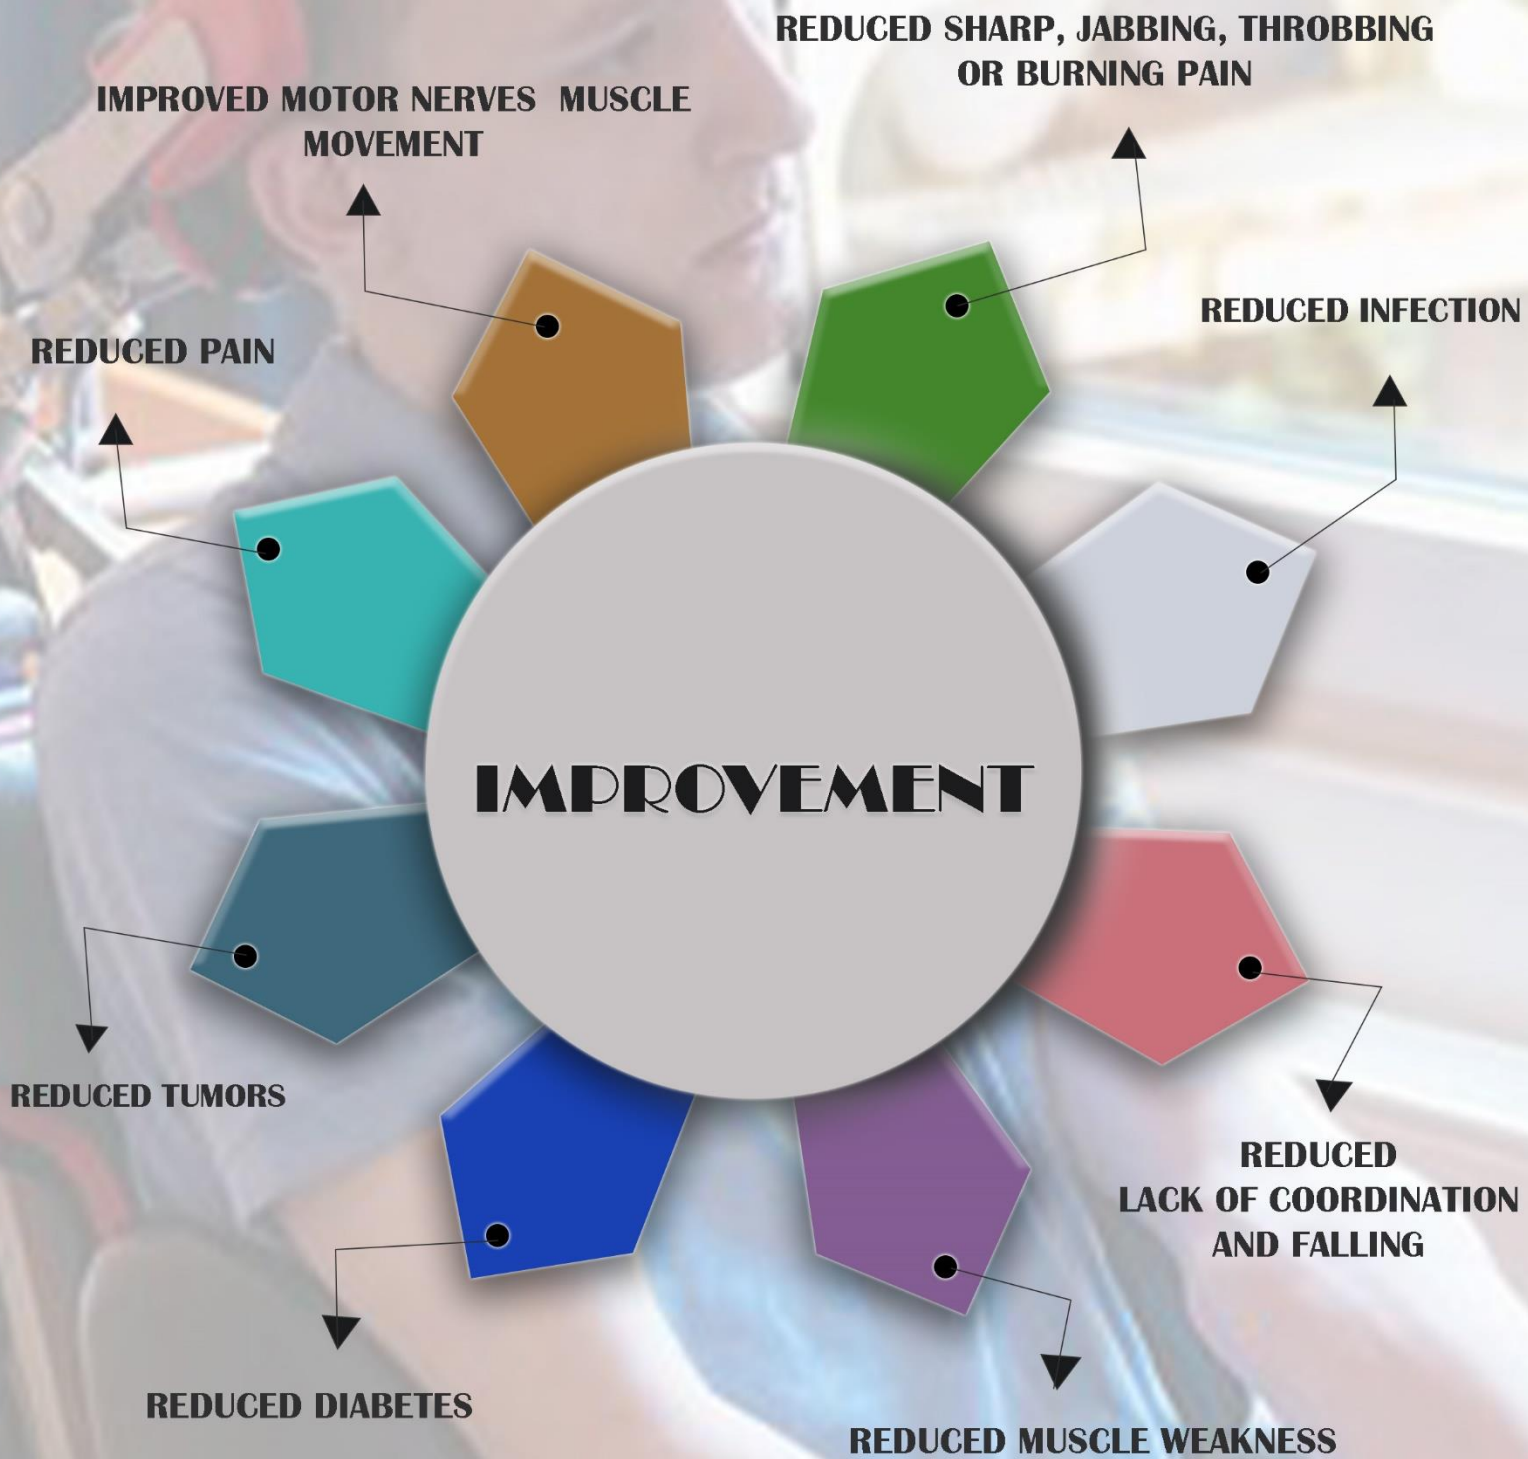 REDUCED SHARP, JABBING, THROBBING
OR BURNING PAIN
IMPROVED MOTOR NERVES MUSCLE
MOVEMENT
REDUCED INFECTION
REDUCED PAIN
IMPROVEMENT
REDUCED TUMORS
REDUCED
LACK OF COORDINATION
AND FALLING
REDUCED DIABETES
REDUCED MUSCLE WEAKNESS